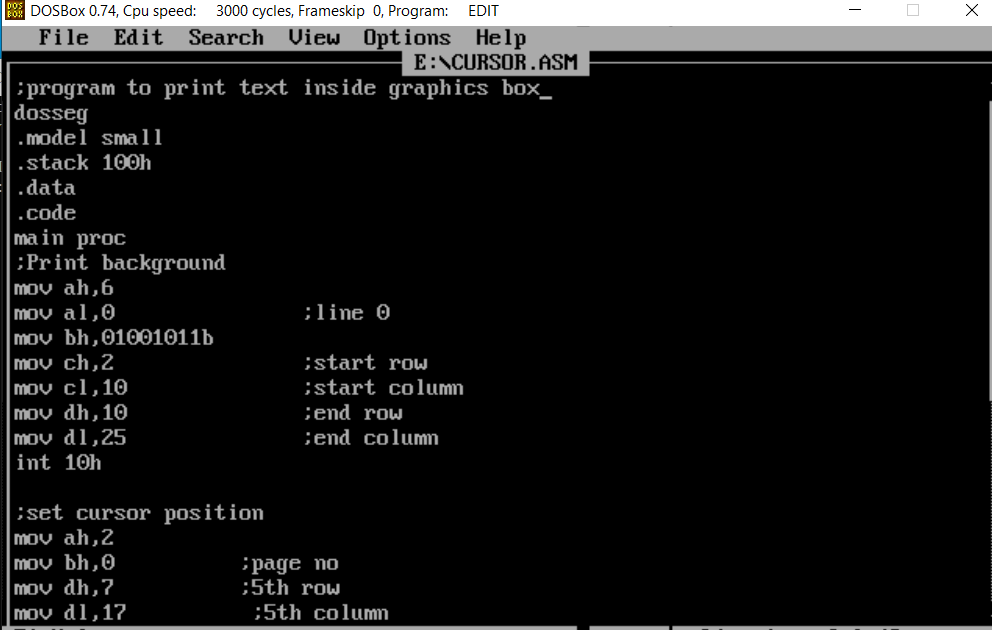 DOSBox 0.74, Cpu speed: 3000 cycles, Frameskip 0, Program: EDIT
File Edit Search View Options Help
E:\CURSOR.ASM
;program to print text inside graphics box_
dosseg
.model small
.stack 100h
.data
.code
main proc
;Print background
mov ah,6
mov al,0 ;line 0
mov bh,01001011b
mov ch,2 ;start row
mov cl,10 ;start column
mov dh,10 ;end row
mov dl,25 ;end column
int 10h
;set cursor position
mov ah,2
mov bh,0 ;page no
mov dh,7 ;5th row
mov dl,17 ;5th column